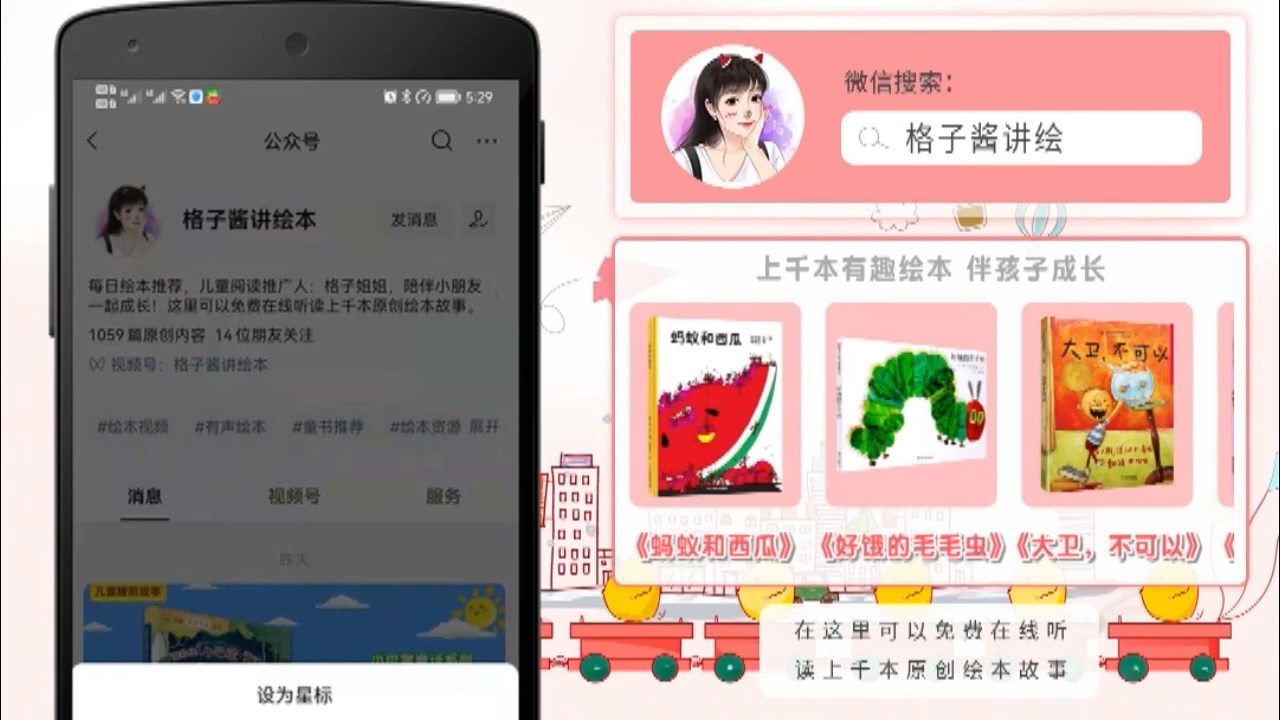 5:29
公众号
格子酱讲绘本
发消息
每日绘本推荐，儿童阅读推广人：格子姐姐，陪伴小朋友
一起成长！这里可以免费在线听读上千本原创绘本故事。
1059篇原创内容 14位朋友关注
视频号：格子酱讲绘本
#绘本视频 #有声绘本 #童书推荐 #绘本资源 展开
消息 视频号 服务
昨天
儿童睡前故事
设为星标
微信搜索：
格子酱讲绘
上千本有趣绘本 伴孩子成长
蚂蚁和西瓜
大卫，不可以
《蚂蚁和西瓜》 《好饿的毛毛虫》 《大卫，不可以》 《
在这里可以免费在线听
读上千本原创绘本故事